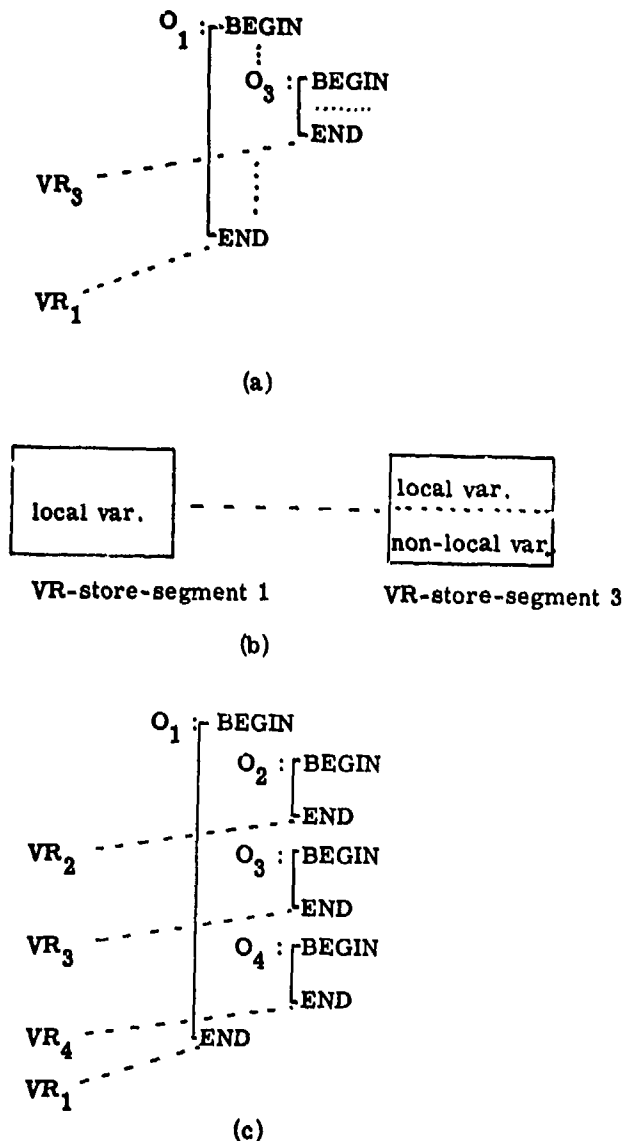 O1 : BEGIN
O3 : BEGIN
END
VR3
END
VR1
(a)
local var.
local var.
non-local var.
VR-store-segment 1
VR-store-segment 3
(b)
O1 : BEGIN
O2 : BEGIN
END
VR2
O3 : BEGIN
END
VR3
O4 : BEGIN
END
VR4
END
VR1
(c)